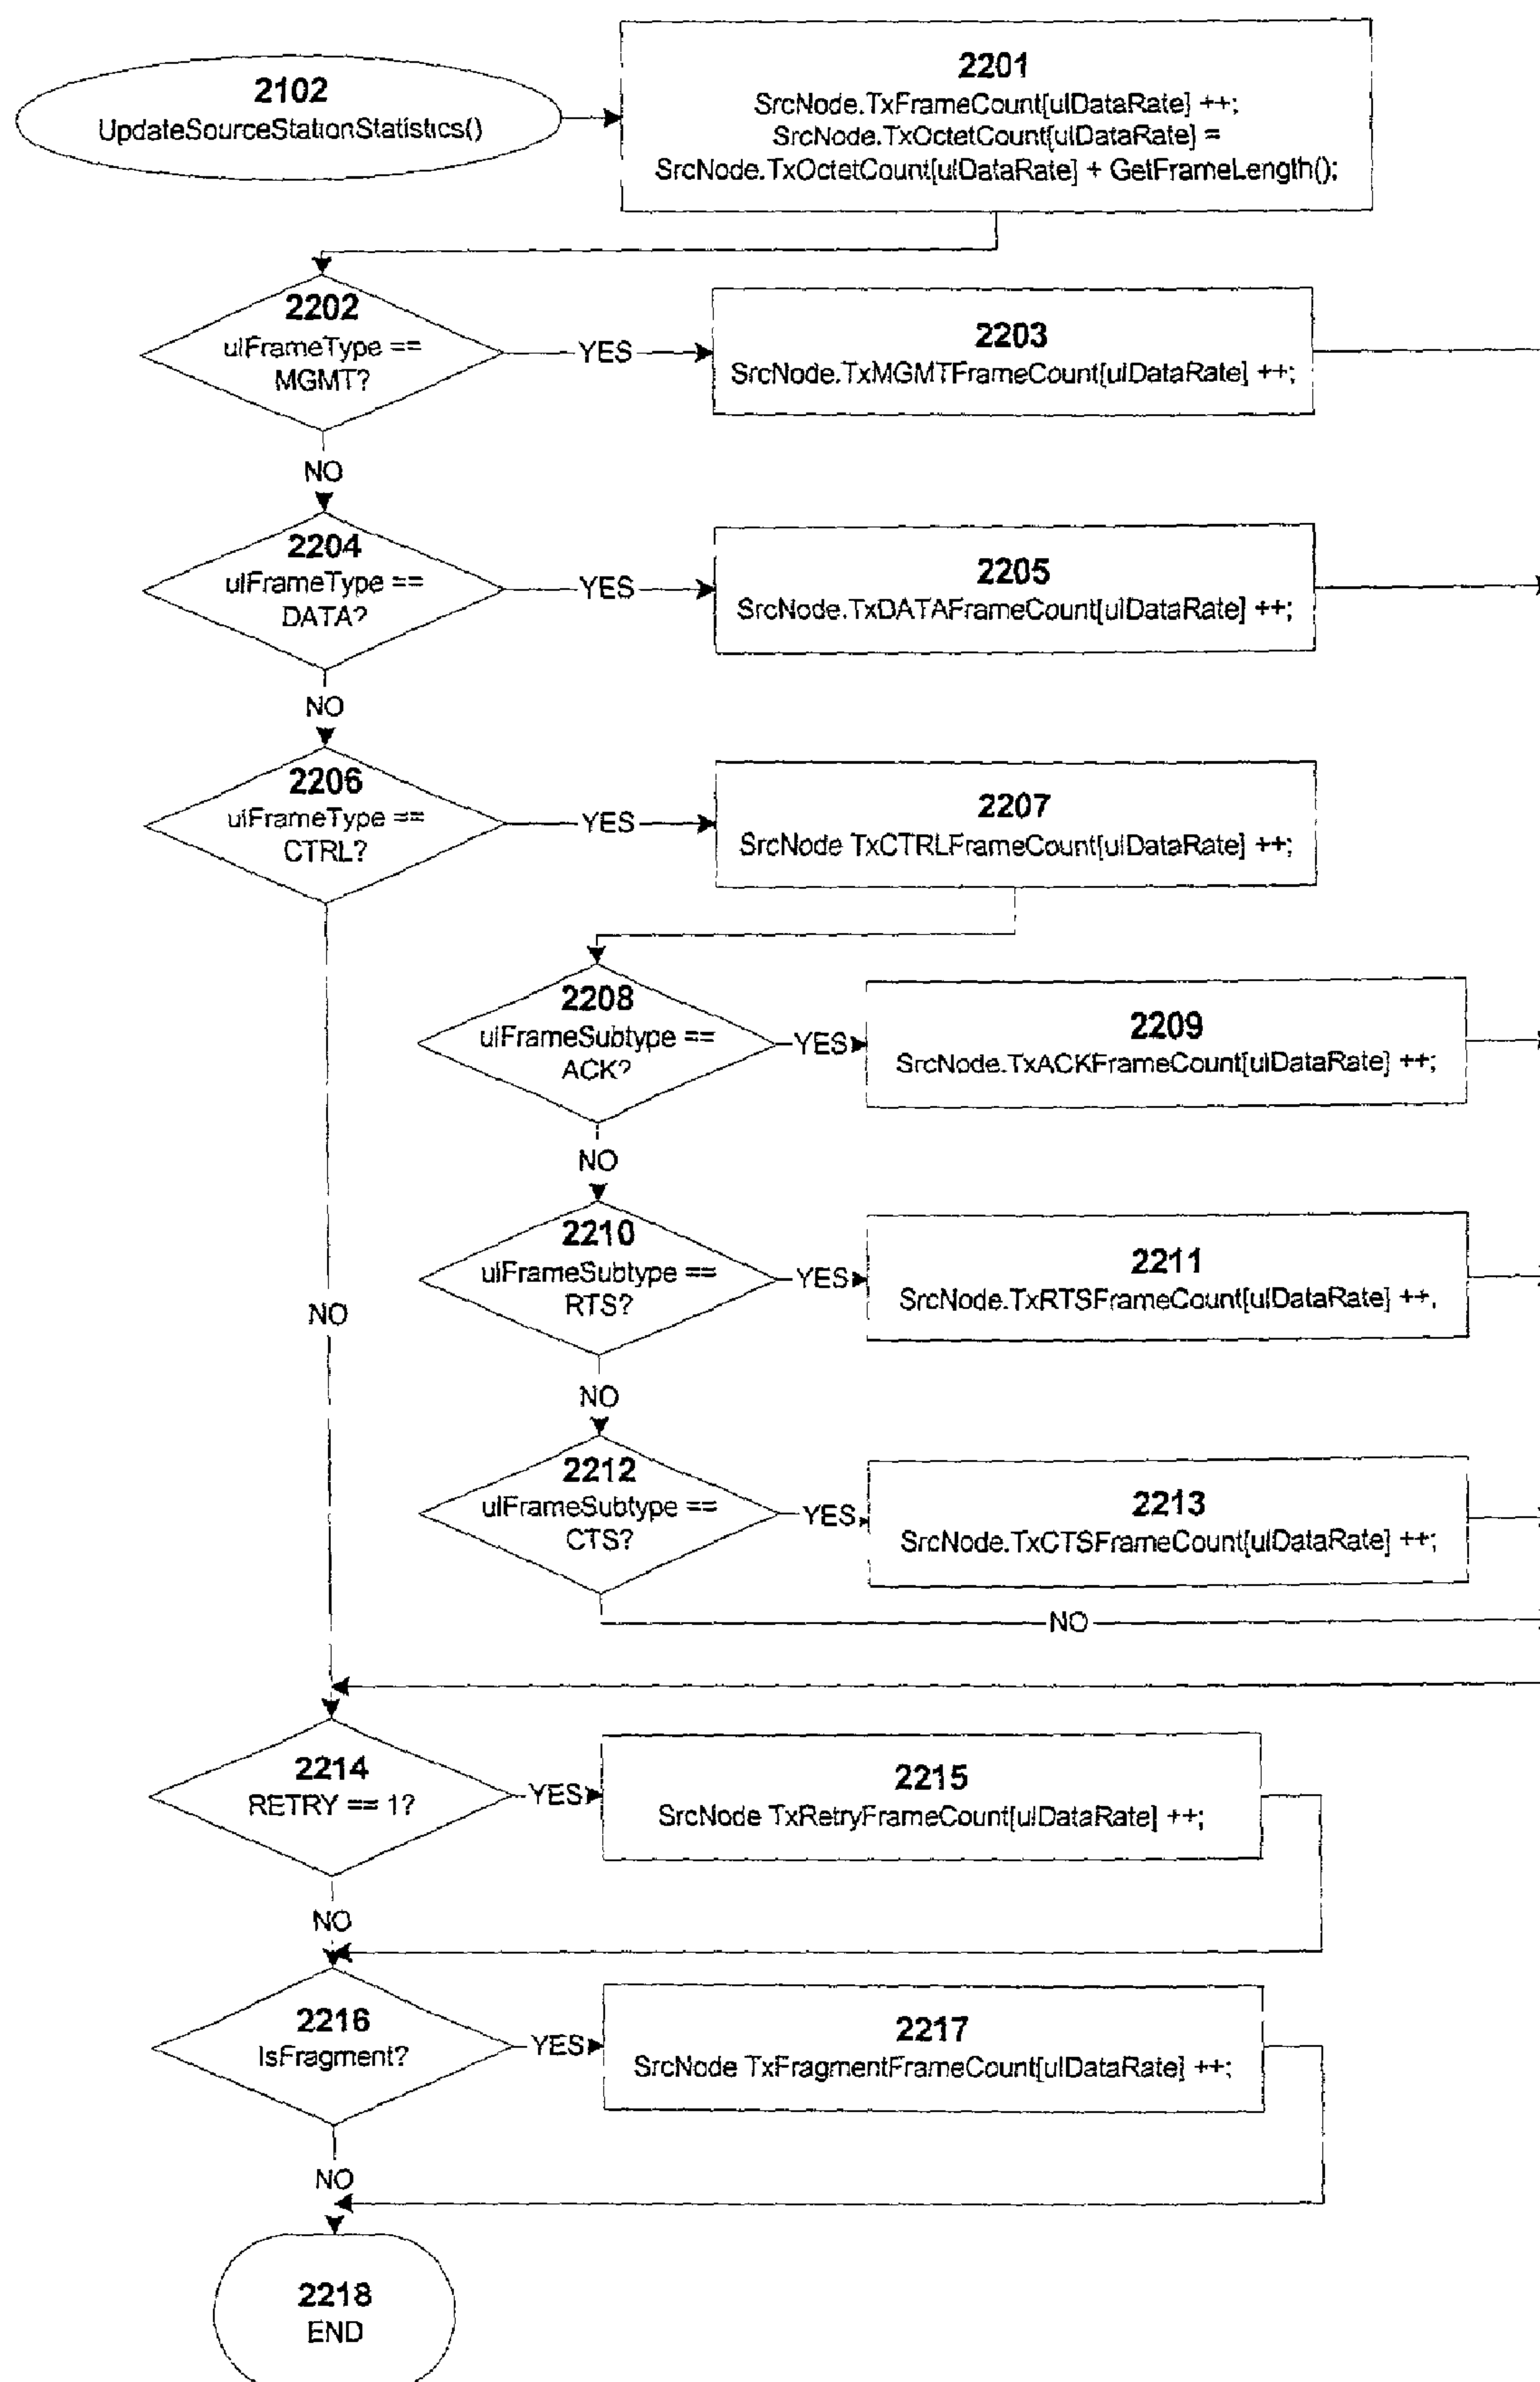 2102
UpdateSourceStationStatistics()
2201
SrcNode.TxFrameCount[ulDataRate] ++;
SrcNode.TxOctetCount[ulDataRate] =
SrcNode.TxOctetCount[ulDataRate] + GetFrameLength();
2202
ulFrameType ==
MGMT?
YES
2203
SrcNode.TxMGMTFrameCount[ulDataRate] ++;
NO
2204
ulFrameType ==
DATA?
YES
2205
SrcNode.TxDATAFrameCount[ulDataRate] ++;
NO
2206
ulFrameType ==
CTRL?
YES
2207
SrcNode TxCTRLFrameCount[ulDataRate] ++;
2208
ulFrameSubtype ==
ACK?
YES
2209
SrcNode.TxACKFrameCount[ulDataRate] ++;
NO
2210
ulFrameSubtype ==
RTS?
YES
2211
SrcNode.TxRTSFrameCount[ulDataRate] ++,
NO
NO
2212
ulFrameSubtype ==
CTS?
YES
2213
SrcNode.TxCTSFrameCount[ulDataRate] ++;
NO
2214
RETRY == 1?
YES
2215
SrcNode TxRetryFrameCount[ulDataRate] ++;
NO
2216
IsFragment?
YES
2217
SrcNode TxFragmentFrameCount[ulDataRate] ++;
NO
2218
END